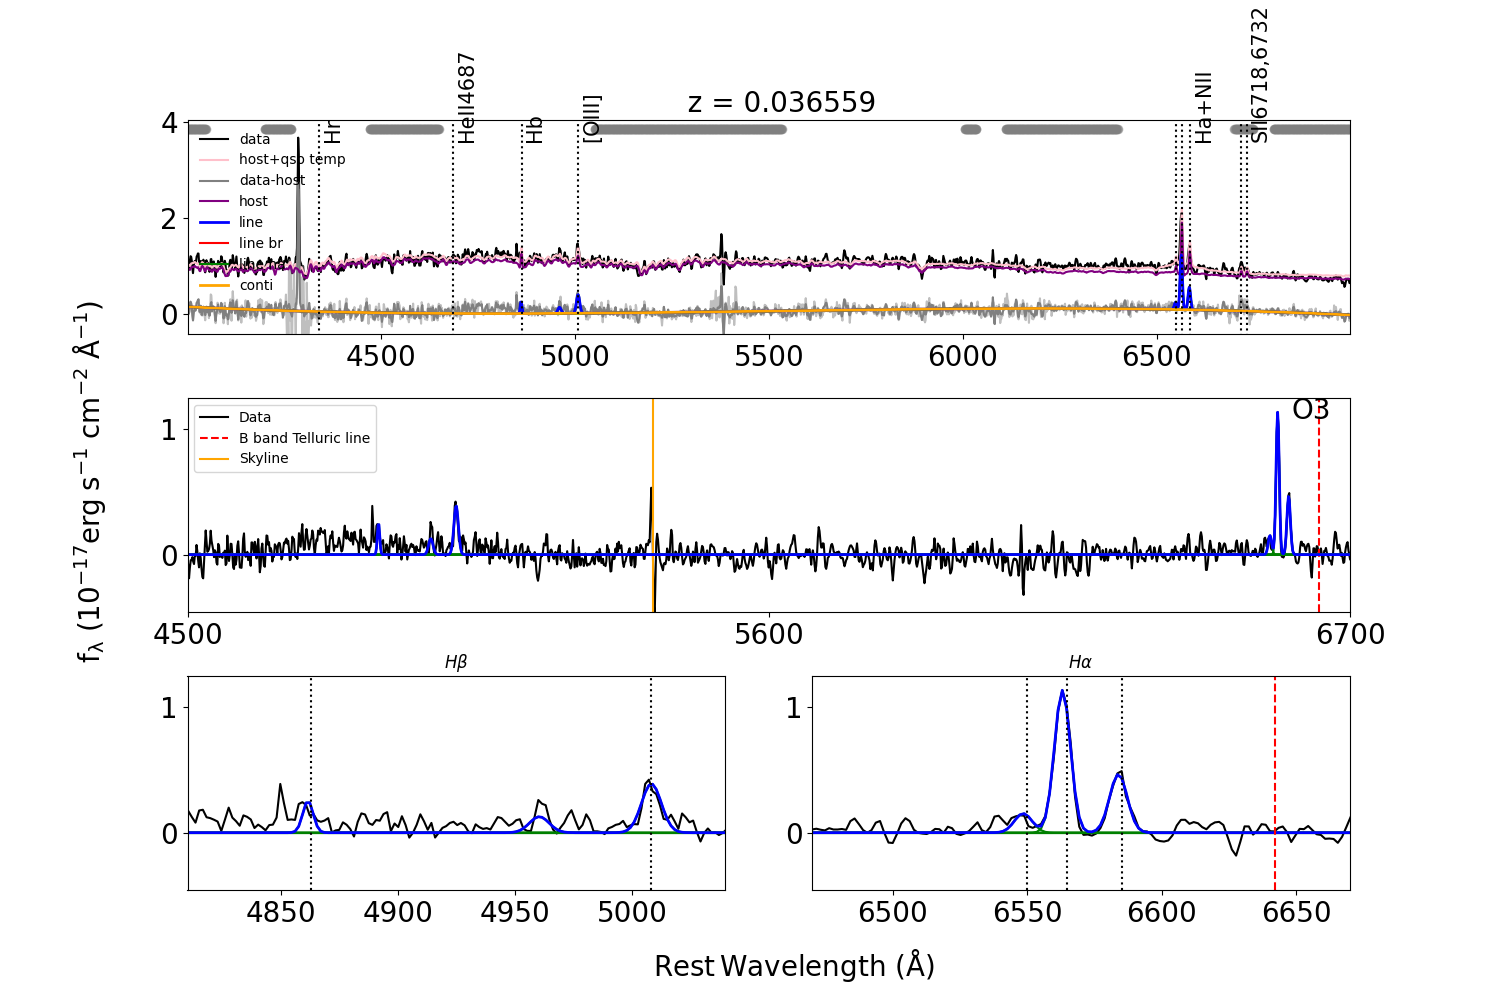 z = 0.036559
Hr
HeII4687
Hb
[OIII]
Ha+NII
SII6718,6732
4
2
0
data
host+qso temp
data-host
host
line
line br
conti
4500 5000 5500 6000 6500
fλ (10⁻¹⁷erg s⁻¹ cm⁻² Å⁻¹)
1
0
Data
B band Telluric line
Skyline
O3
4500 5600 6700
Hβ
1
0
4850 4900 4950 5000
Hα
1
0
6500 6550 6600 6650
Rest Wavelength (Å)